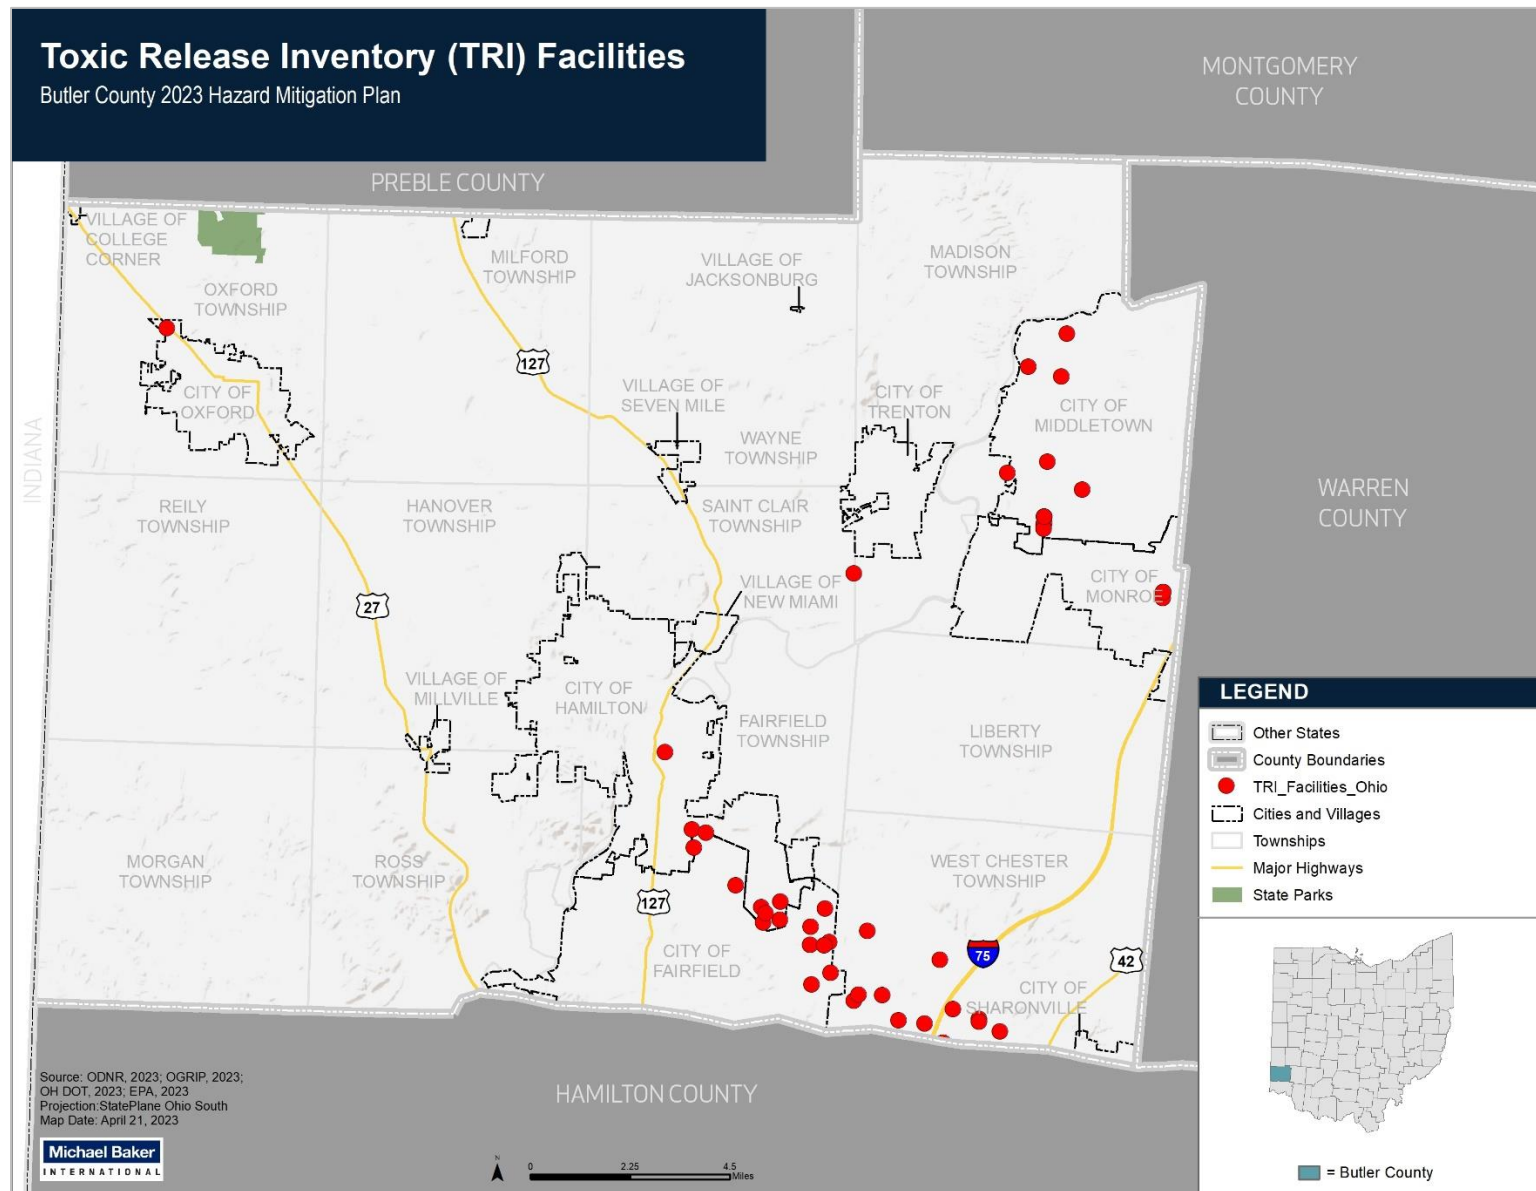 Toxic Release Inventory (TRI) Facilities
Butler County 2023 Hazard Mitigation Plan
MONTGOMERY
COUNTY
PREBLE COUNTY
VILLAGE OF
COLLEGE
CORNER
OXFORD
TOWNSHIP
MILFORD
TOWNSHIP
VILLAGE OF
JACKSONBURG
MADISON
TOWNSHIP
127
CITY OF
OXFORD
VILLAGE OF
SEVEN MILE
WAYNE
TOWNSHIP
CITY OF
TRENTON
CITY OF
MIDDLETOWN
INDIANA
REILY
TOWNSHIP
HANOVER
TOWNSHIP
SAINT CLAIR
TOWNSHIP
WARREN
COUNTY
27
VILLAGE OF
NEW MIAMI
CITY OF
MONROE
VILLAGE OF
MILLVILLE
CITY OF
HAMILTON
FAIRFIELD
TOWNSHIP
LIBERTY
TOWNSHIP
MORGAN
TOWNSHIP
ROSS
TOWNSHIP
WEST CHESTER
TOWNSHIP
127
CITY OF
FAIRFIELD
75
42
CITY OF
SHARONVILLE
HAMILTON COUNTY
LEGEND
Other States
County Boundaries
TRI_Facilities_Ohio
Cities and Villages
Townships
Major Highways
State Parks
= Butler County
Source: ODNR, 2023; OGRIP, 2023;
OH DOT, 2023; EPA, 2023
Projection:StatePlane Ohio South
Map Date: April 21, 2023
Michael Baker
INTERNATIONAL
N
0 2.25 4.5
Miles